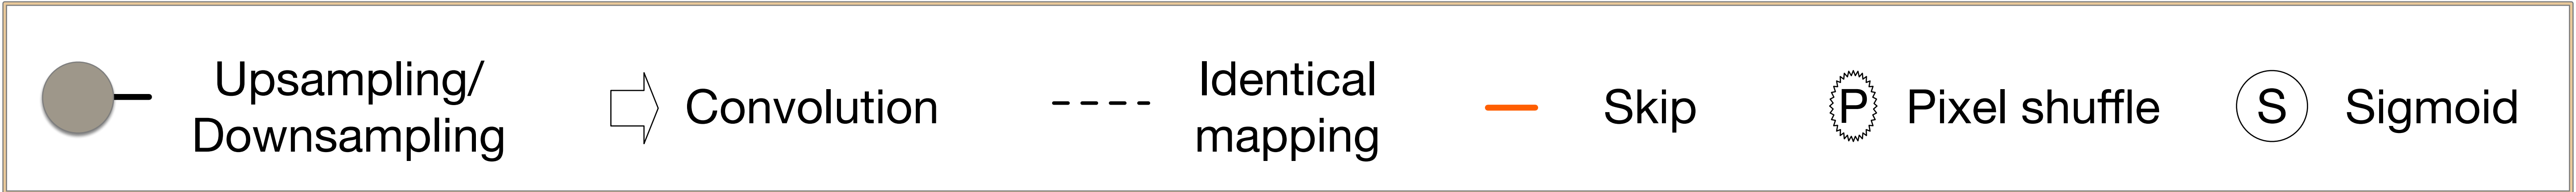 Upsampling/
Downsampling
Convolution
Identical
mapping
Skip
P
Pixel shuffle
S
Sigmoid